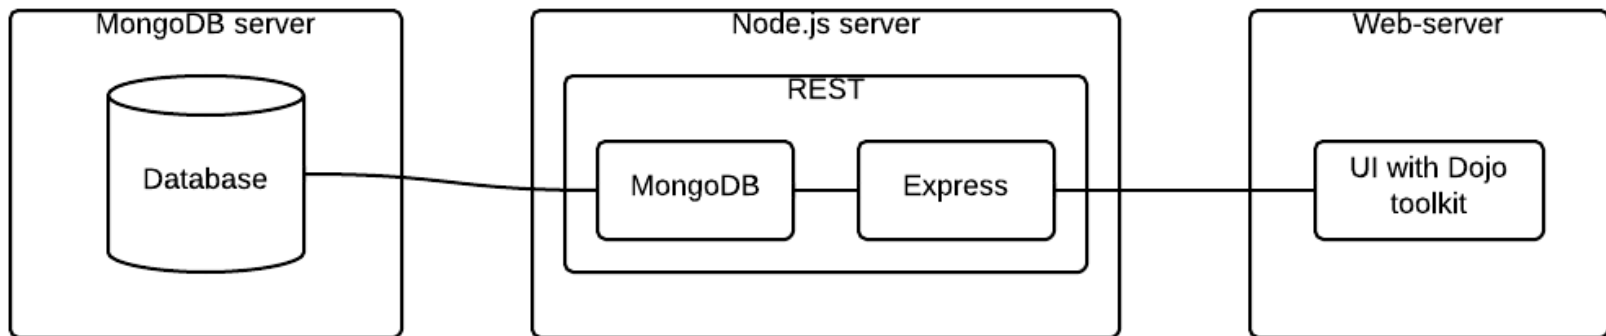 MongoDB server
Node.js server
Web-server
REST
Database
MongoDB
Express
UI with Dojo
toolkit